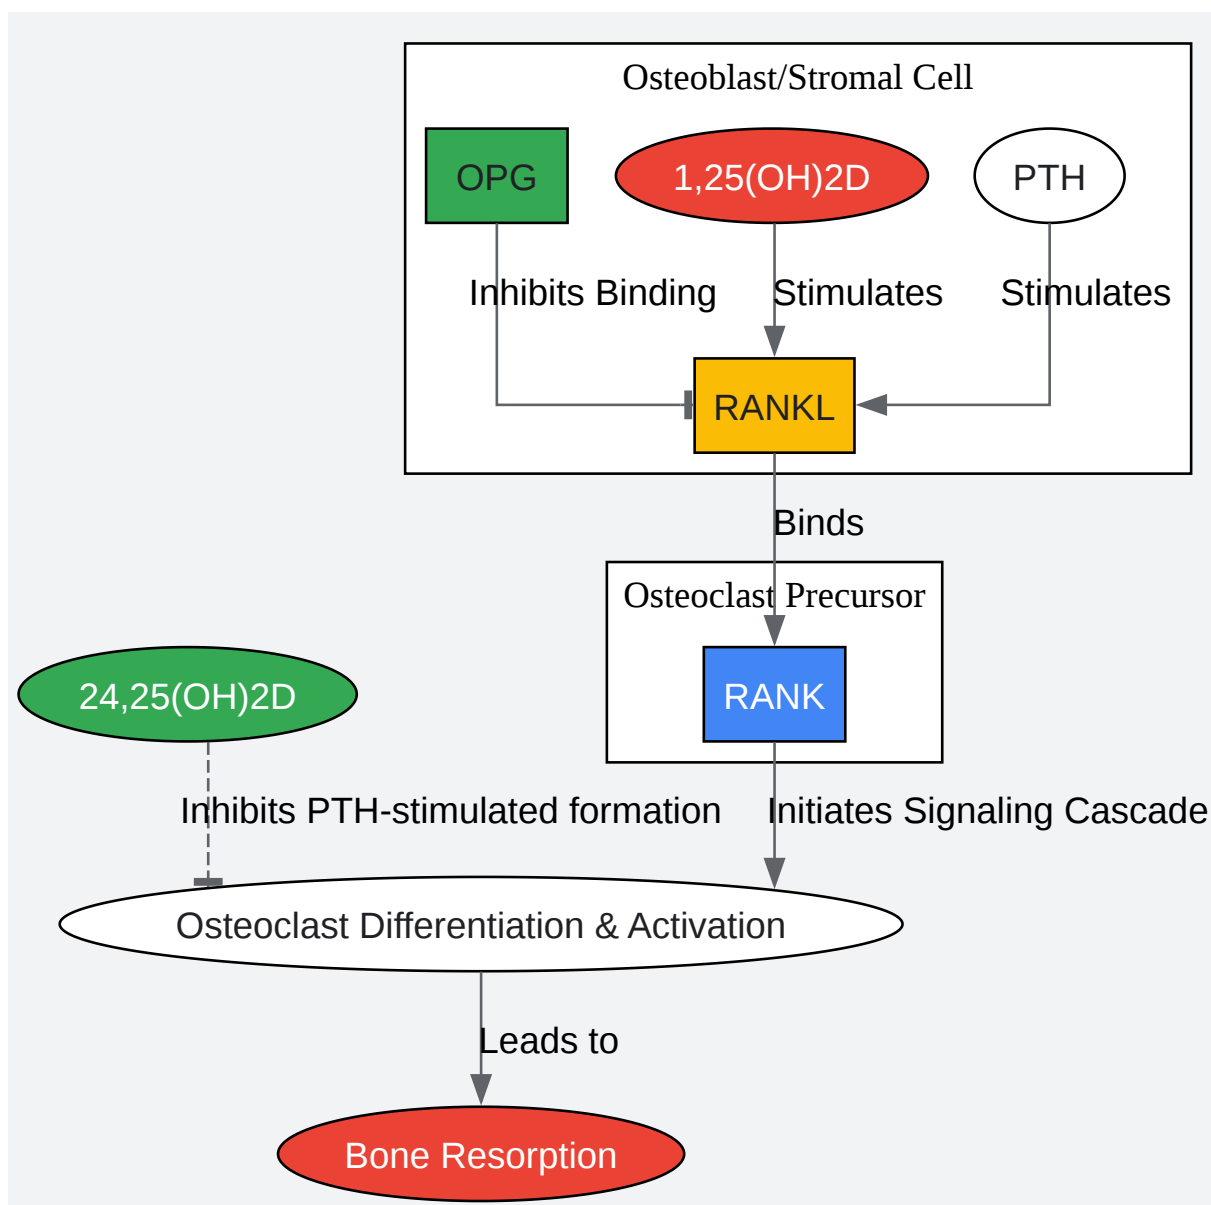 Osteoblast/Stromal Cell
OPG
1,25(OH)2D
PTH
Inhibits Binding
Stimulates
Stimulates
RANKL
Binds
Osteoclast Precursor
24,25(OH)2D
RANK
Inhibits PTH-stimulated formation
Initiates Signaling Cascade
Osteoclast Differentiation & Activation
Leads to
Bone Resorption